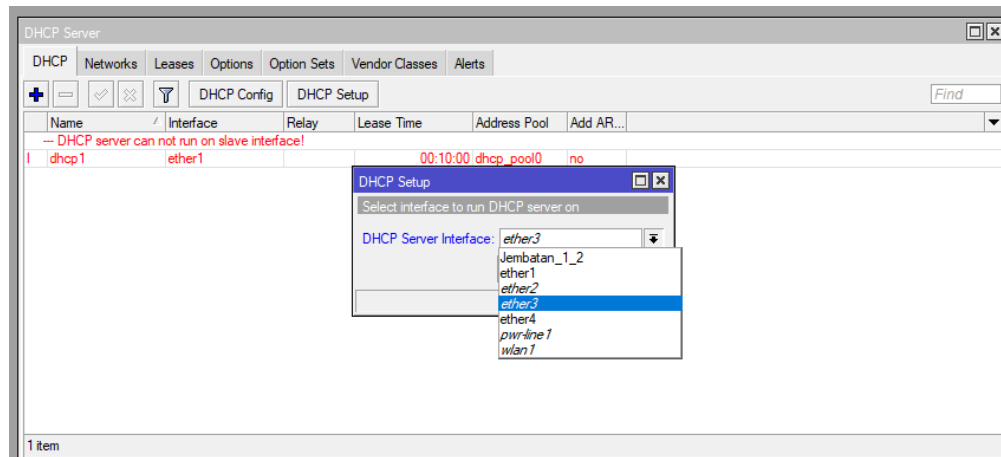 DHCP Server
DHCP Networks Leases Options Option Sets Vendor Classes Alerts
DHCP Config DHCP Setup Find
Name Interface Relay Lease Time Address Pool Add AR...
--- DHCP server can not run on slave interface!
I dhcp1 ether1 00:10:00 dhcp_pool0 no
DHCP Setup
Select interface to run DHCP server on
DHCP Server Interface: ether3
Jembatan_1_2
ether1
ether2
ether3
ether4
pwr-line1
wlan1
1 item